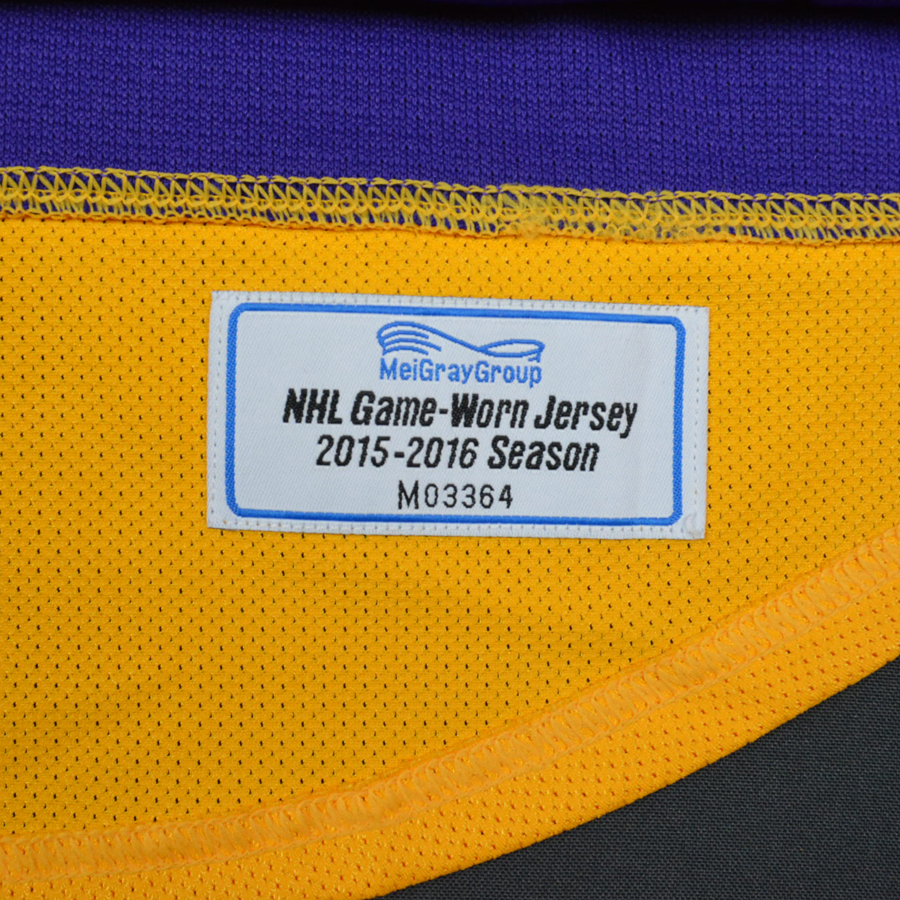 MeiGrayGroup
NHL Game-Worn Jersey
2015-2016 Season
M03364